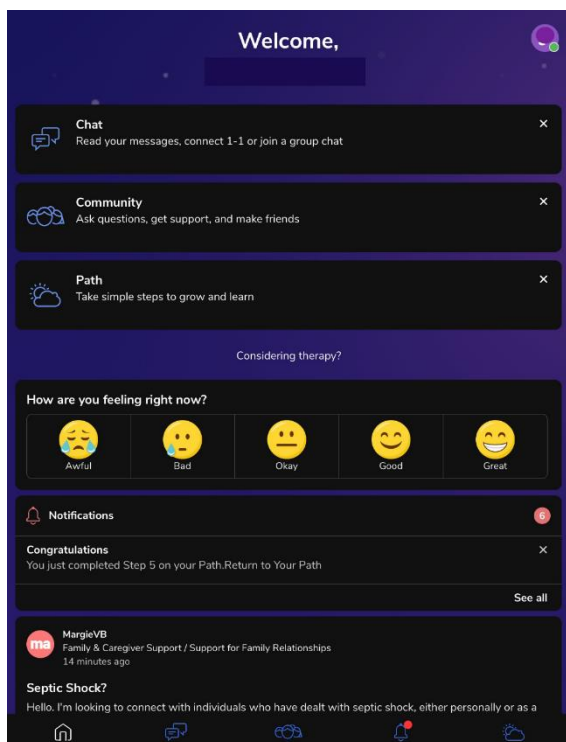 Welcome,
Chat
Read your messages, connect 1-1 or join a group chat
Community
Ask questions, get support, and make friends
Path
Take simple steps to grow and learn
Considering therapy?
How are you feeling right now?
Awful Bad Okay Good Great
Notifications 6
Congratulations
You just completed Step 5 on your Path.Return to Your Path
See all
ma MargieVB
Family & Caregiver Support / Support for Family Relationships
14 minutes ago
Septic Shock?
Hello. I'm looking to connect with individuals who have dealt with septic shock, either personally or as a